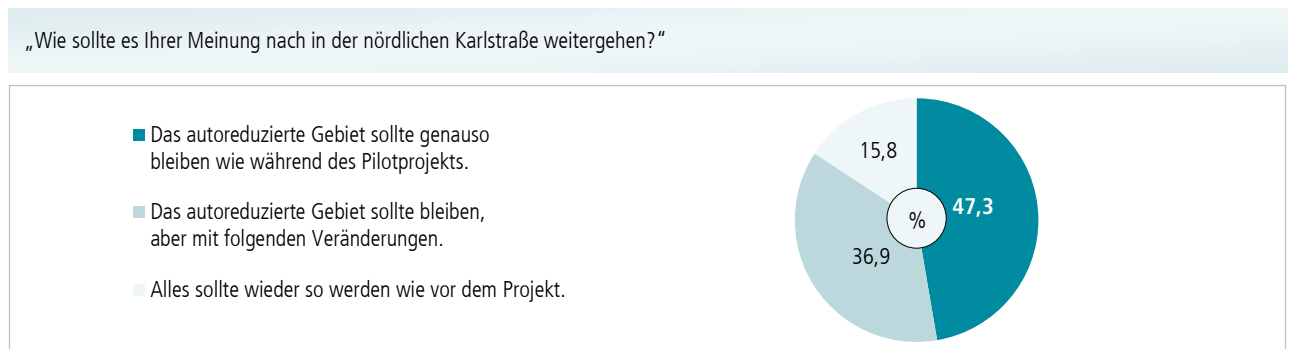 „Wie sollte es Ihrer Meinung nach in der nördlichen Karlstraße weitergehen?“
Das autoreduzierte Gebiet sollte genauso
bleiben wie während des Pilotprojekts.
Das autoreduzierte Gebiet sollte bleiben,
aber mit folgenden Veränderungen.
Alles sollte wieder so werden wie vor dem Projekt.
15,8
47,3
%
36,9